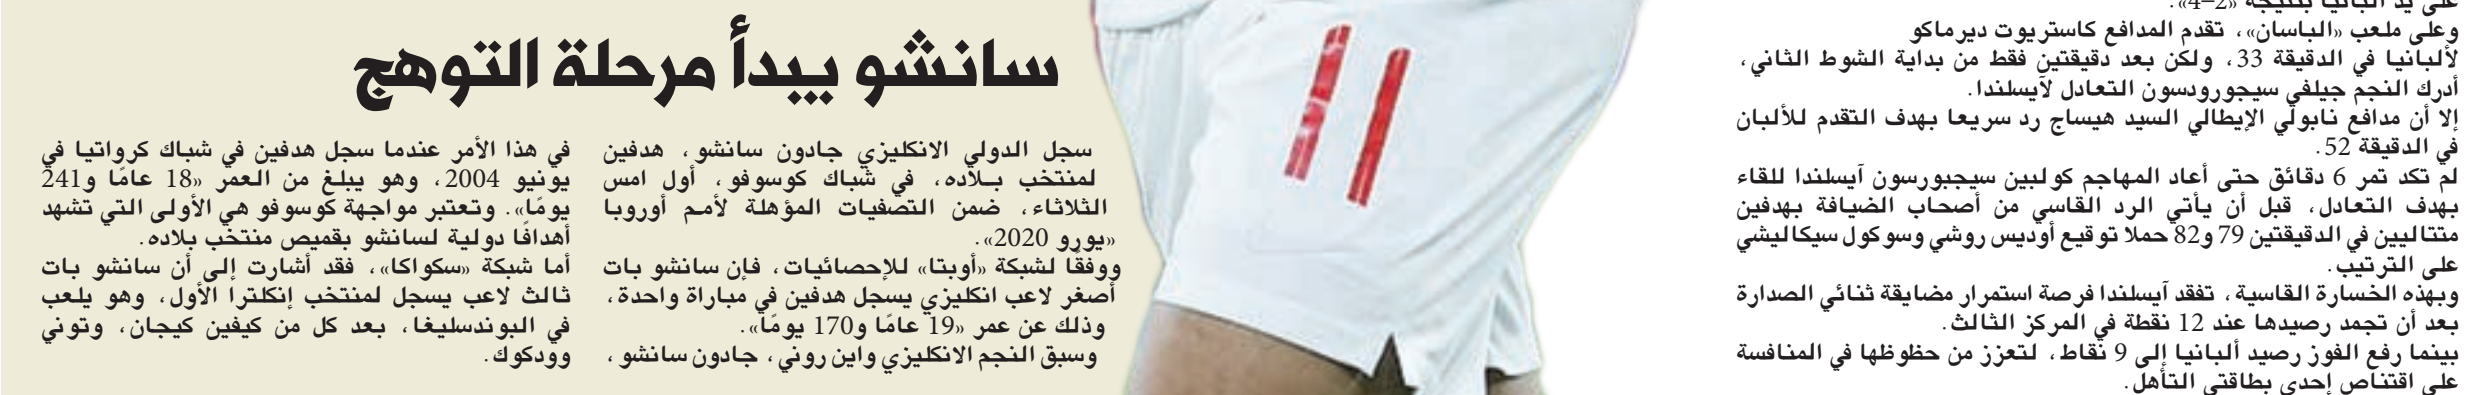 على يد ألبانيا بنتيجة «2–4».
وعلى ملعب «الباسان»، تقدم المدافع كاستريوت ديرماكو
لألبانيا في الدقيقة 33، ولكن بعد دقيقتين فقط من بداية الشوط الثاني،
أدرك النجم جيلفي سيجورودسون التعادل لآيسلندا.
إلا أن مدافع نابولي الإيطالي السيد هيساج رد سريعا بهدف التقدم للألبان
في الدقيقة 52.
لم تكد تمر 6 دقائق حتى أعاد المهاجم كولبين سيجبورسون آيسلندا للقاء
بهدف التعادل، قبل أن يأتي الرد القاسي من أصحاب الضيافة بهدفين
متتاليين في الدقيقتين 79 و82 حملا توقيع أوديس روشي وسوكول سيكاليشي
على الترتيب.
وبهذه الخسارة القاسية، تفقد آيسلندا فرصة استمرار مضايقة ثنائي الصدارة
بعد أن تجمد رصيدها عند 12 نقطة في المركز الثالث.
بينما رفع الفوز رصيد ألبانيا إلى 9 نقاط، لتعزز من حظوظها في المنافسة
على اقتناص إحدى بطاقتي التأهل.
11
سانشو يبدأ مرحلة التوهج
سجل الدولي الانكليزي جادون سانشو، هدفين
لمنتخب بلاده، في شباك كوسوفو، أول امس
الثلاثاء، ضمن التصفيات المؤهلة لأمم أوروبا
«يورو 2020».
ووفقًا لشبكة «أوبتا» للإحصائيات، فإن سانشو بات
أصغر لاعب انكليزي يسجل هدفين في مباراة واحدة،
وذلك عن عمر «19 عامًا و170 يومًا».
وسبق النجم الانكليزي واين روني، جادون سانشو،
في هذا الأمر عندما سجل هدفين في شباك كرواتيا في
يونيو 2004، وهو يبلغ من العمر «18 عامًا و241
يومًا». وتعتبر مواجهة كوسوفو هي الأولى التي تشهد
أهدافًا دولية لسانشو بقميص منتخب بلاده.
أما شبكة «سكواكا»، فقد أشارت إلى أن سانشو بات
ثالث لاعب يسجل لمنتخب إنكلترا الأول، وهو يلعب
في البوندسليغا، بعد كل من كيفين كيجان، وتوني
وودكوك.